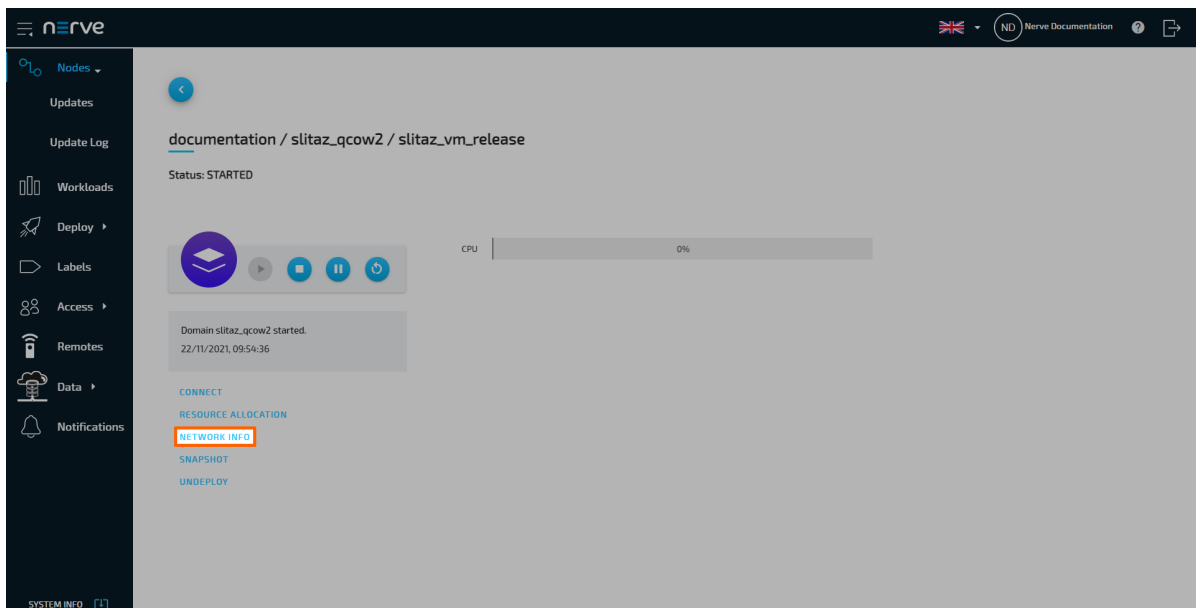 nerve
ND Nerve Documentation ?
Nodes
Updates
Update Log
Workloads
Deploy
Labels
Access
Remotes
Data
Notifications
SYSTEM INFO
documentation / slitaz_qcow2 / slitaz_vm_release
Status: STARTED
CPU 0%
Domain slitaz_qcow2 started.
22/11/2021, 09:54:36
CONNECT
RESOURCE ALLOCATION
NETWORK INFO
SNAPSHOT
UNDEPLOY